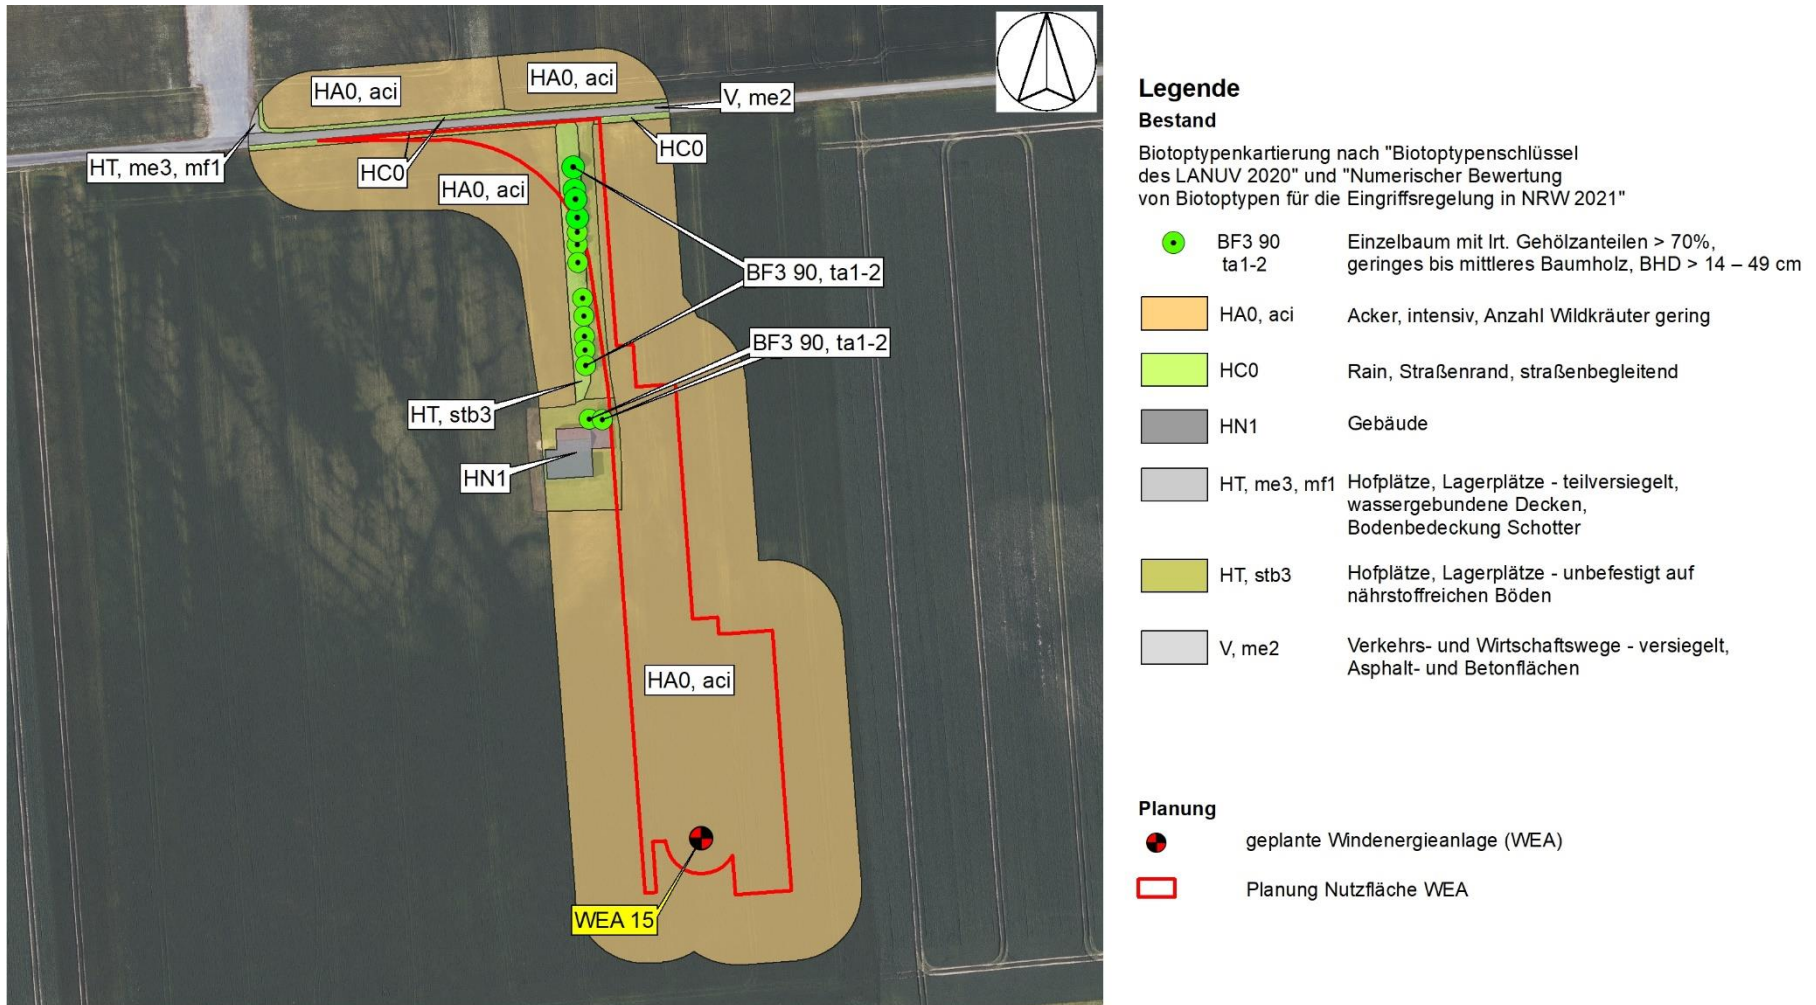 HA0, aci
HA0, aci
V, me2
HT, me3, mf1
HC0
HC0
HA0, aci
BF3 90, ta1-2
BF3 90, ta1-2
HT, stb3
HN1
HA0, aci
WEA 15
Legende
Bestand
Biotoptypenkartierung nach "Biotoptypenschlüssel
des LANUV 2020" und "Numerischer Bewertung
von Biotoptypen für die Eingriffsregelung in NRW 2021"
BF3 90 Einzelbaum mit lrt. Gehölzanteilen > 70%,
ta1-2 geringes bis mittleres Baumholz, BHD > 14 – 49 cm
HA0, aci Acker, intensiv, Anzahl Wildkräuter gering
HC0 Rain, Straßenrand, straßenbegleitend
HN1 Gebäude
HT, me3, mf1 Hofplätze, Lagerplätze - teilversiegelt,
wassergebundene Decken,
Bodenbedeckung Schotter
HT, stb3 Hofplätze, Lagerplätze - unbefestigt auf
nährstoffreichen Böden
V, me2 Verkehrs- und Wirtschaftswege - versiegelt,
Asphalt- und Betonflächen
Planung
geplante Windenergieanlage (WEA)
Planung Nutzfläche WEA